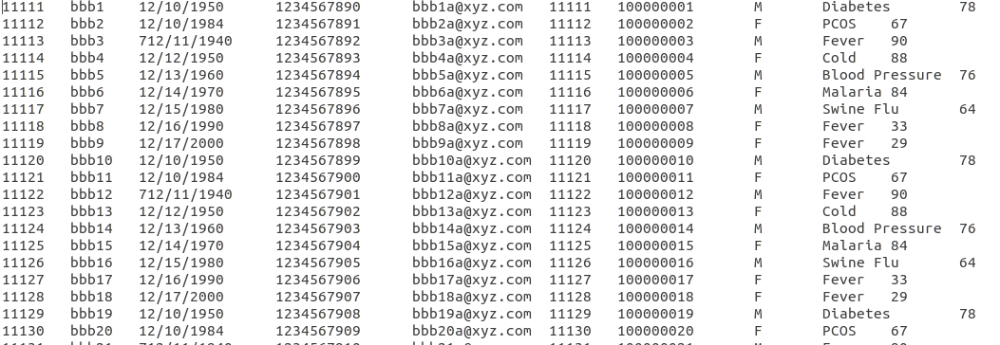 11111 bbb1 12/10/1950 1234567890 bbb1a@xyz.com 11111 100000001 M Diabetes 78
11112 bbb2 12/10/1984 1234567891 bbb2a@xyz.com 11112 100000002 F PCOS 67
11113 bbb3 712/11/1940 1234567892 bbb3a@xyz.com 11113 100000003 M Fever 90
11114 bbb4 12/12/1950 1234567893 bbb4a@xyz.com 11114 100000004 F Cold 88
11115 bbb5 12/13/1960 1234567894 bbb5a@xyz.com 11115 100000005 M Blood Pressure 76
11116 bbb6 12/14/1970 1234567895 bbb6a@xyz.com 11116 100000006 F Malaria 84
11117 bbb7 12/15/1980 1234567896 bbb7a@xyz.com 11117 100000007 M Swine Flu 64
11118 bbb8 12/16/1990 1234567897 bbb8a@xyz.com 11118 100000008 F Fever 33
11119 bbb9 12/17/2000 1234567898 bbb9a@xyz.com 11119 100000009 F Fever 29
11120 bbb10 12/10/1950 1234567899 bbb10a@xyz.com 11120 100000010 M Diabetes 78
11121 bbb11 12/10/1984 1234567900 bbb11a@xyz.com 11121 100000011 F PCOS 67
11122 bbb12 712/11/1940 1234567901 bbb12a@xyz.com 11122 100000012 M Fever 90
11123 bbb13 12/12/1950 1234567902 bbb13a@xyz.com 11123 100000013 F Cold 88
11124 bbb14 12/13/1960 1234567903 bbb14a@xyz.com 11124 100000014 M Blood Pressure 76
11125 bbb15 12/14/1970 1234567904 bbb15a@xyz.com 11125 100000015 F Malaria 84
11126 bbb16 12/15/1980 1234567905 bbb16a@xyz.com 11126 100000016 M Swine Flu 64
11127 bbb17 12/16/1990 1234567906 bbb17a@xyz.com 11127 100000017 F Fever 33
11128 bbb18 12/17/2000 1234567907 bbb18a@xyz.com 11128 100000018 F Fever 29
11129 bbb19 12/10/1950 1234567908 bbb19a@xyz.com 11129 100000019 M Diabetes 78
11130 bbb20 12/10/1984 1234567909 bbb20a@xyz.com 11130 100000020 F PCOS 67